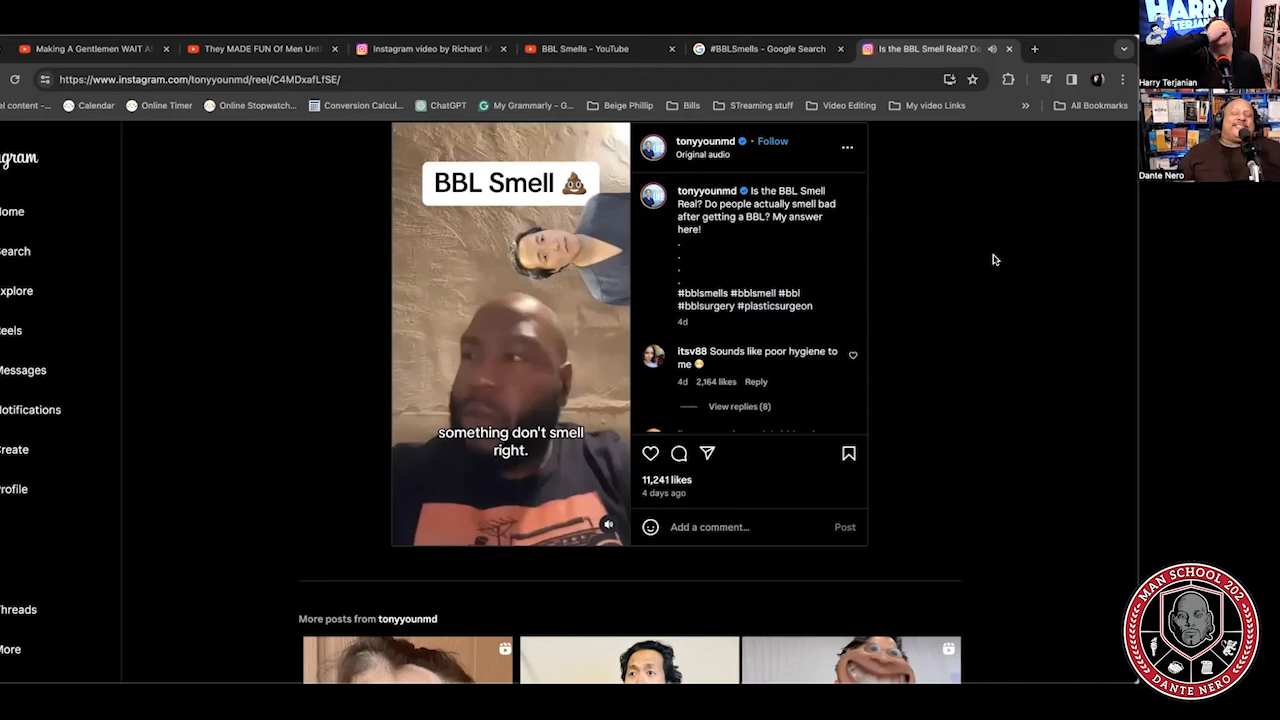 HARRY
TERJANIAN
Making A Gentlemen WAIT A
They MADE FUN Of Men Unti
Instagram video by Richard M
BBL Smells - YouTube
#BBLSmells - Google Search
Is the BBL Smell Real? Do
https://www.instagram.com/tonyyounmd/reel/C4MDxafLfSE/
Harry Terjanian
el content -...
Calendar
Online Timer
Online Stopwatch...
Conversion Calcul...
ChatGPT
My Grammarly - G...
Beige Phillip
Bills
STreaming stuff
Video Editing
My video Links
All Bookmarks
gram
ome
earch
xplore
eels
essages
otifications
reate
rofile
hreads
ore
BBL Smell 💩
something don't smell
right.
tonyyounmd • Follow
Original audio
tonyyounmd Is the BBL Smell
Real? Do people actually smell bad
after getting a BBL? My answer
here!
.
.
.
.
#bblsmells #bblsmell #bbl
#bblsurgery #plasticsurgeon
4d
itsv88 Sounds like poor hygiene to
me
4d 2,164 likes Reply
View replies (8)
11,241 likes
4 days ago
Add a comment...
Post
Dante Nero
More posts from tonyyounmd
MAN SCHOOL 202
DANTE NERO